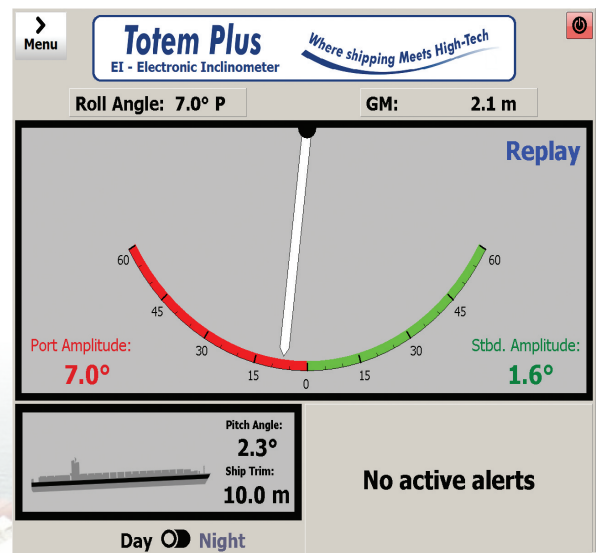 Menu
Totem Plus
EI - Electronic Inclinometer
Where shipping Meets High-Tech
Roll Angle: 7.0° P
GM: 2.1 m
Replay
60
60
45
45
30
30
15
15
0
Port Amplitude:
7.0°
Stbd. Amplitude:
1.6°
Pitch Angle:
2.3°
Ship Trim:
10.0 m
No active alerts
Day Night